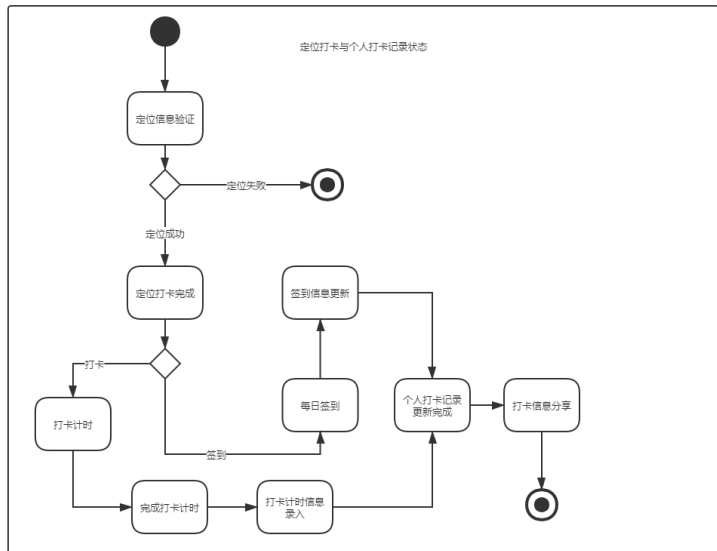 定位打卡与个人打卡记录状态
定位信息验证
定位失败
定位成功
定位打卡完成
签到信息更新
打卡
每日签到
个人打卡记录
更新完成
打卡信息分享
打卡计时
签到
完成打卡计时
打卡计时信息
录入